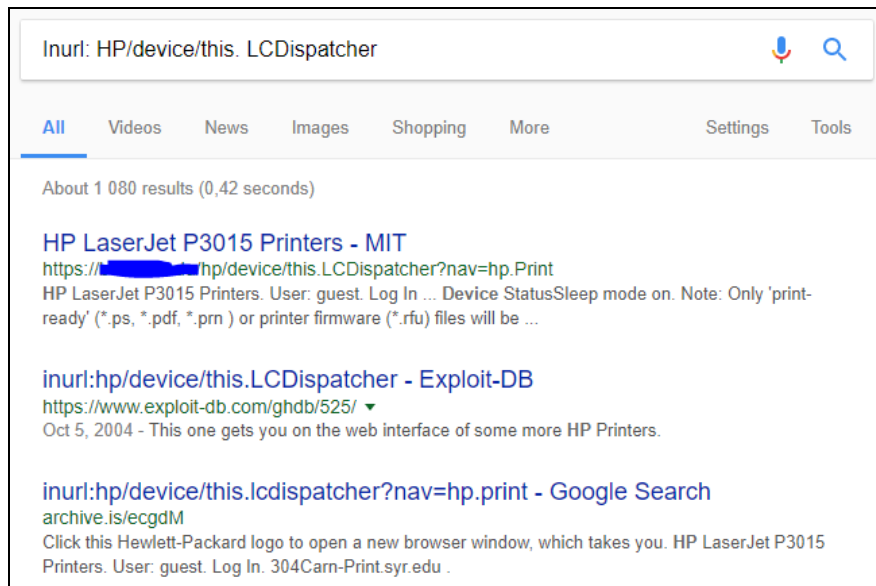 Inurl: HP/device/this. LCDispatcher
All Videos News Images Shopping More Settings Tools
About 1 080 results (0,42 seconds)
HP LaserJet P3015 Printers - MIT
https:///hp/device/this.LCDispatcher?nav=hp.Print
HP LaserJet P3015 Printers. User: guest. Log In ... Device StatusSleep mode on. Note: Only 'print-
ready' (*.ps, *.pdf, *.prn ) or printer firmware (*.rfu) files will be ...
inurl:hp/device/this.LCDispatcher - Exploit-DB
https://www.exploit-db.com/ghdb/525/
Oct 5, 2004 - This one gets you on the web interface of some more HP Printers.
inurl:hp/device/this.lcdispatcher?nav=hp.print - Google Search
archive.is/ecgdM
Click this Hewlett-Packard logo to open a new browser window, which takes you. HP LaserJet P3015
Printers. User: guest. Log In. 304Carn-Print.syr.edu .